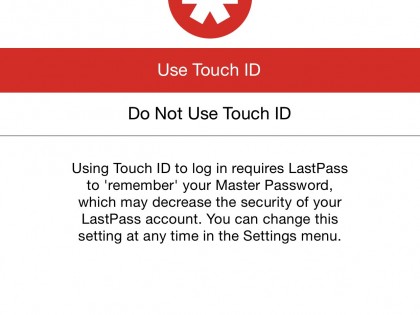 Use Touch ID
Do Not Use Touch ID
Using Touch ID to log in requires LastPass
to 'remember' your Master Password,
which may decrease the security of your
LastPass account. You can change this
setting at any time in the Settings menu.